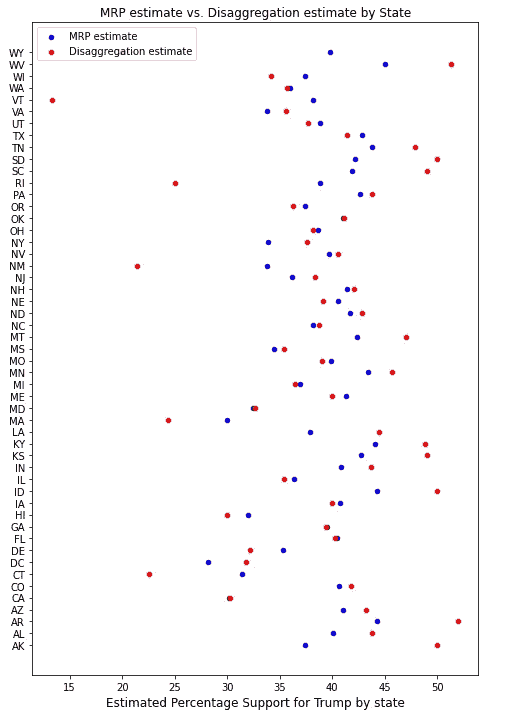 MRP estimate vs. Disaggregation estimate by State
MRP estimate
Disaggregation estimate
WY
WV
WI
WA
VT
VA
UT
TX
TN
SD
SC
RI
PA
OR
OK
OH
NY
NV
NM
NJ
NH
NE
ND
NC
MT
MS
MO
MN
MI
ME
MD
MA
LA
KY
KS
IN
IL
ID
IA
HI
GA
FL
DE
DC
CT
CO
CA
AZ
AR
AL
AK
15 20 25 30 35 40 45 50
Estimated Percentage Support for Trump by state